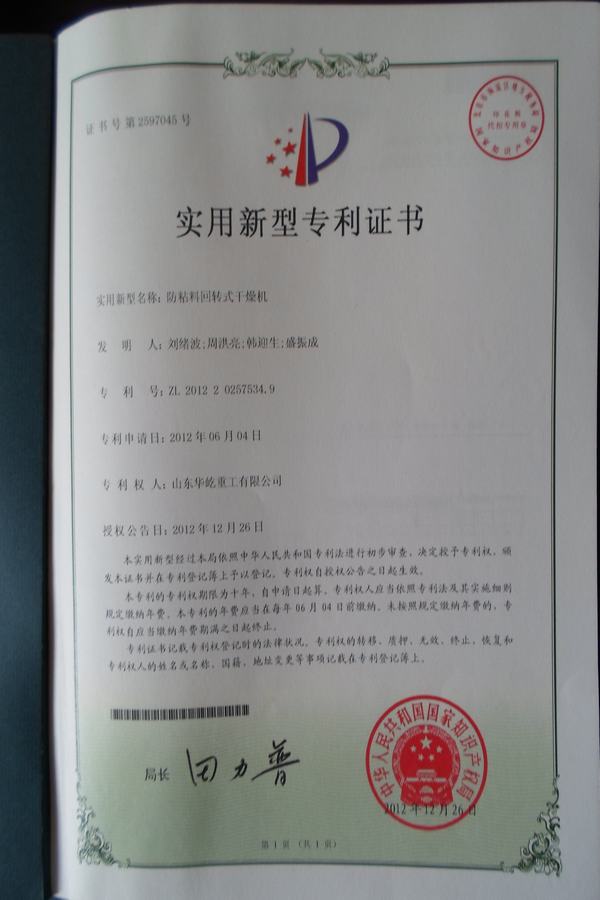 证书号第2597045号
印花税
代扣专用章
国家知识产权局
实用新型专利证书
实用新型名称：防粘料回转式干燥机
发 明 人：刘绪波;周洪亮;韩迎生;盛振成
专 利 号：ZL 2012 2 0257534.9
专利申请日：2012年06月04日
专 利 权 人：山东华屹重工有限公司
授权公告日：2012年12月26日
本实用新型经过本局依照中华人民共和国专利法进行初步审查，决定授予专利权，颁
发本证书并在专利登记簿上予以登记。专利权自授权公告之日起生效。
本专利的专利权期限为十年，自申请日起算。专利权人应当依照专利法及其实施细则
规定缴纳年费。本专利的年费应当在每年06月04日前缴纳。未按照规定缴纳年费的，专
利权自应当缴纳年费期满之日起终止。
专利证书记载专利权登记时的法律状况。专利权的转移、质押、无效、终止、恢复和
专利权人的姓名或名称、国籍、地址变更等事项记载在专利登记簿上。
局长 田力普
中华人民共和国国家知识产权局
2012年12月26日
第1页（共1页）